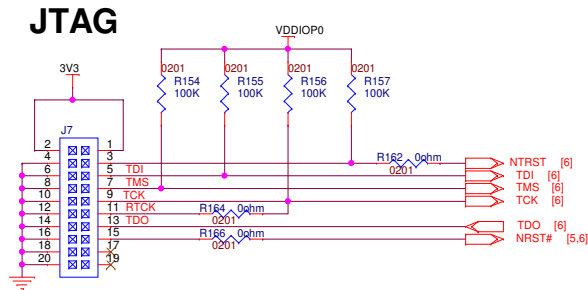 JTAG
VDDIOP0
3V3
0201 0201 0201 0201
R154 R155 R156 R157
100K 100K 100K 100K
J7
2 1
4 3
6 5 TDI
8 7 TMS
10 9 TCK
12 11 RTCK
14 13 TDO
16 15
18 17
20 19
R162 0ohm
0201
R164 0ohm
0201
R166 0ohm
0201
NTRST [6]
TDI [6]
TMS [6]
TCK [6]
TDO [6]
NRST# [5,6]